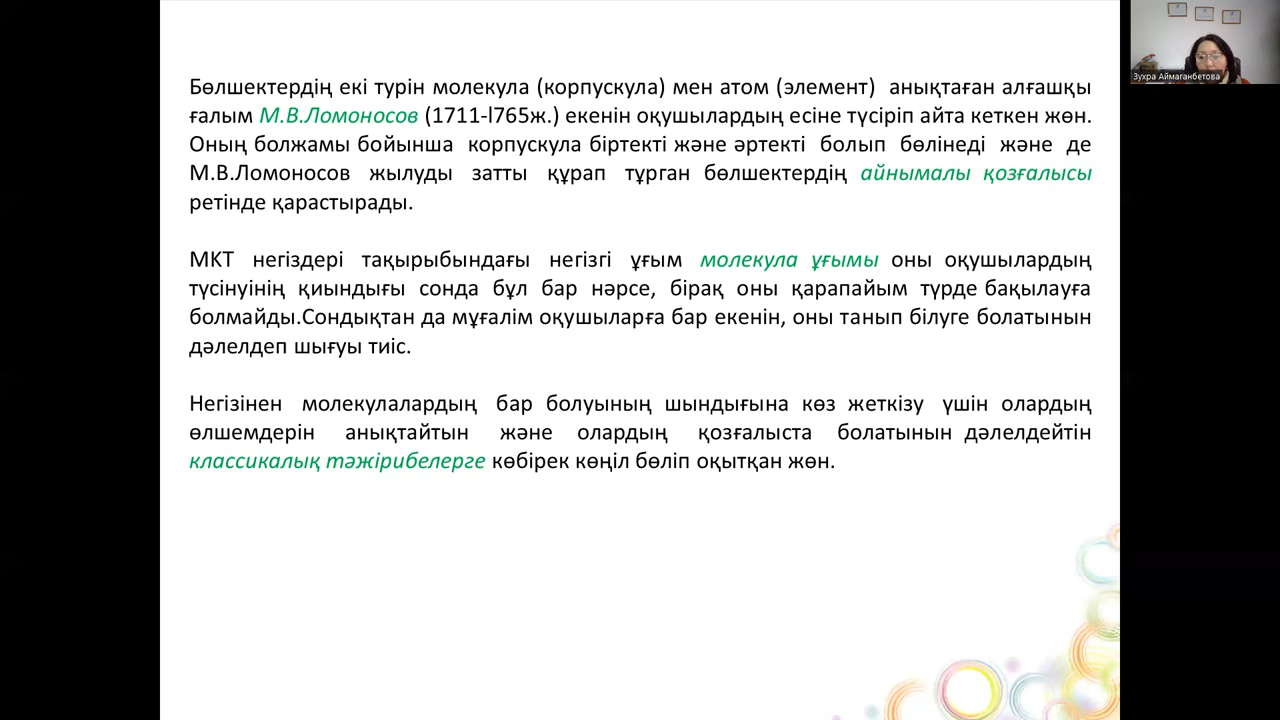 Бөлшектердің екі турін молекула (корпускула) мен атом (элемент) анықтаған алғашқы
ғалым М.В.Ломоносов (1711-l765ж.) екенін оқушылардың есіне түсіріп айта кеткен жөн.
Оның болжамы бойынша корпускула біртекті және әртекті болып бөлінеді және де
М.В.Ломоносов жылуды затты құрап тұрған бөлшектердің айнымалы қозғалысы
ретінде қарастырады.
МКТ негіздері тақырыбындағы негізгі ұғым молекула ұғымы оны оқушылардың
түсінуінің қиындығы сонда бұл бар нәрсе, бірақ оны қарапайым түрде бақылауға
болмайды.Сондықтан да мұғалім оқушыларға бар екенін, оны танып білуге болатынын
дәлелдеп шығуы тиіс.
Негізінен молекулалардың бар болуының шындығына көз жеткізу үшін олардың
өлшемдерін анықтайтын және олардың қозғалыста болатынын дәлелдейтін
классикалық тәжірибелерге көбірек көңіл бөліп оқытқан жөн.
Зухра Аймаганбетова